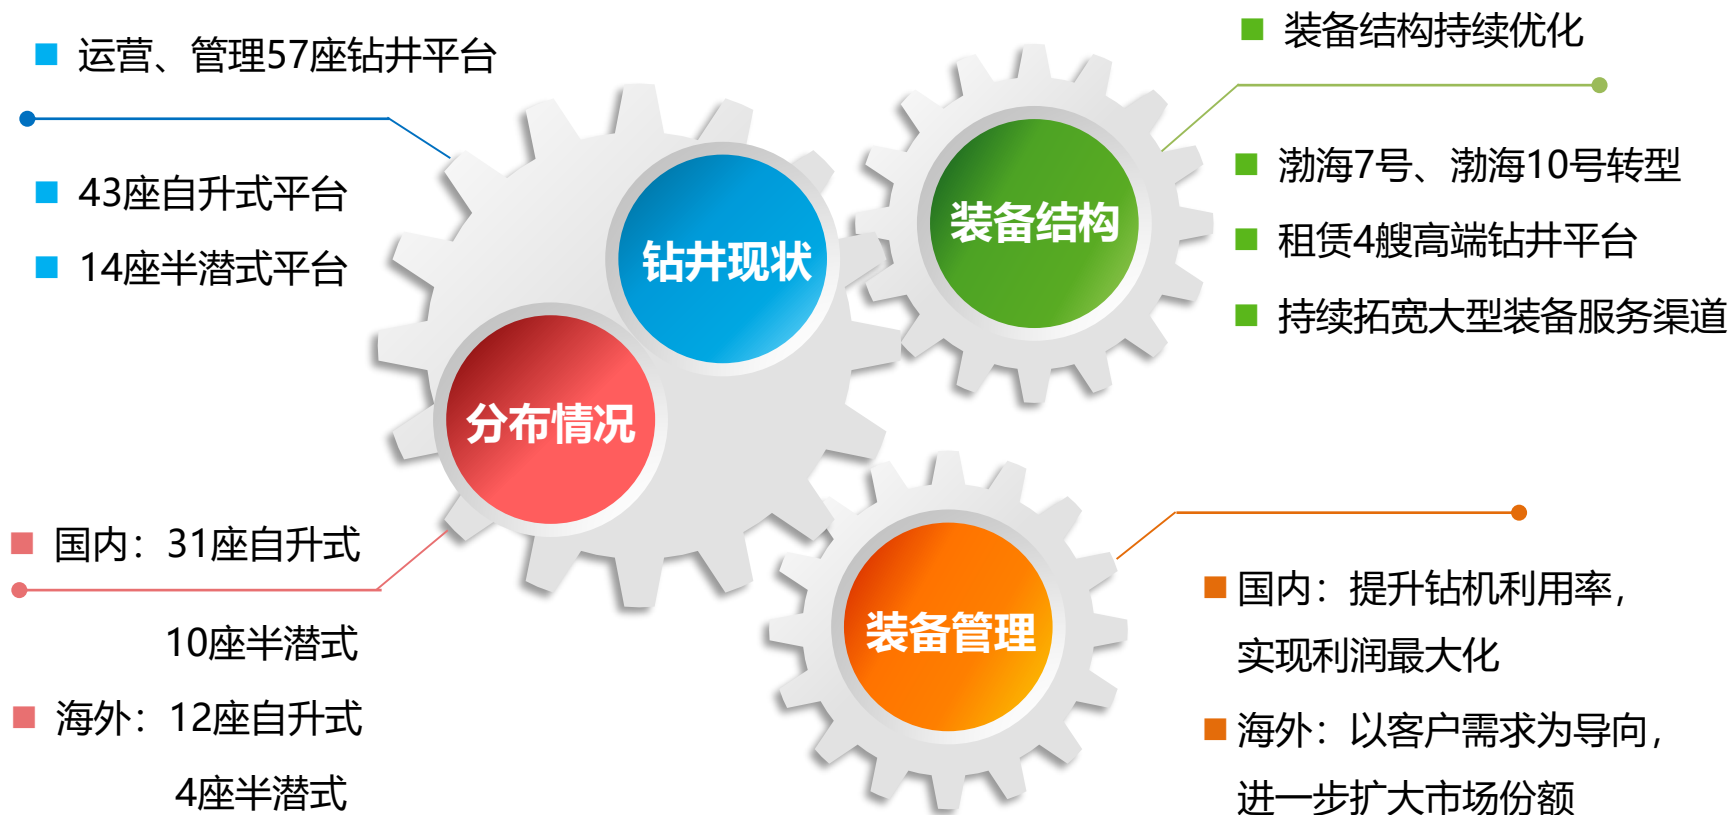 运营、管理57座钻井平台
43座自升式平台
14座半潜式平台
钻井现状
分布情况
国内：31座自升式
10座半潜式
海外：12座自升式
4座半潜式
装备结构持续优化
装备结构
渤海7号、渤海10号转型
租赁4艘高端钻井平台
持续拓宽大型装备服务渠道
装备管理
国内：提升钻机利用率，
实现利润最大化
海外：以客户需求为导向，
进一步扩大市场份额